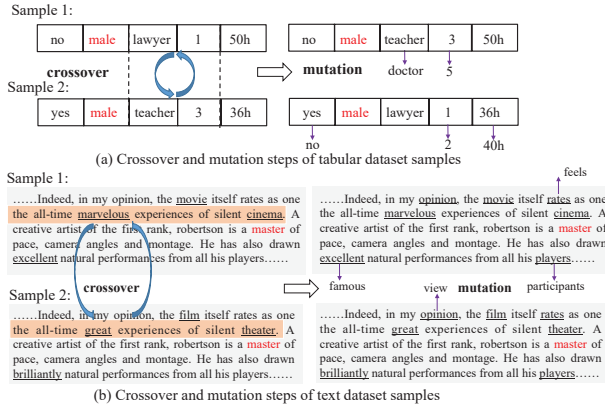 Sample 1:
no male lawyer 1 50h
no male teacher 3 50h
crossover
mutation
doctor 5
Sample 2:
yes male teacher 3 36h
yes male lawyer 1 36h
no 2 40h
(a) Crossover and mutation steps of tabular dataset samples
Sample 1:
feels
……Indeed, in my opinion, the movie itself rates as one
the all-time marvelous experiences of silent cinema. A
creative artist of the first rank, robertson is a master of
pace, camera angles and montage. He has also drawn
excellent natural performances from all his players……
……Indeed, in my opinion, the movie itself rates as one
the all-time marvelous experiences of silent cinema. A
creative artist of the first rank, robertson is a master of
pace, camera angles and montage. He has also drawn
excellent natural performances from all his players……
crossover
famous view mutation participants
Sample 2:
……Indeed, in my opinion, the film itself rates as one
the all-time great experiences of silent theater. A
creative artist of the first rank, robertson is a master of
pace, camera angles and montage. He has also drawn
brilliantly natural performances from all his players……
……Indeed, in my opinion, the film itself rates as one
the all-time great experiences of silent theater. A
creative artist of the first rank, robertson is a master of
pace, camera angles and montage. He has also drawn
brilliantly natural performances from all his players……
(b) Crossover and mutation steps of text dataset samples